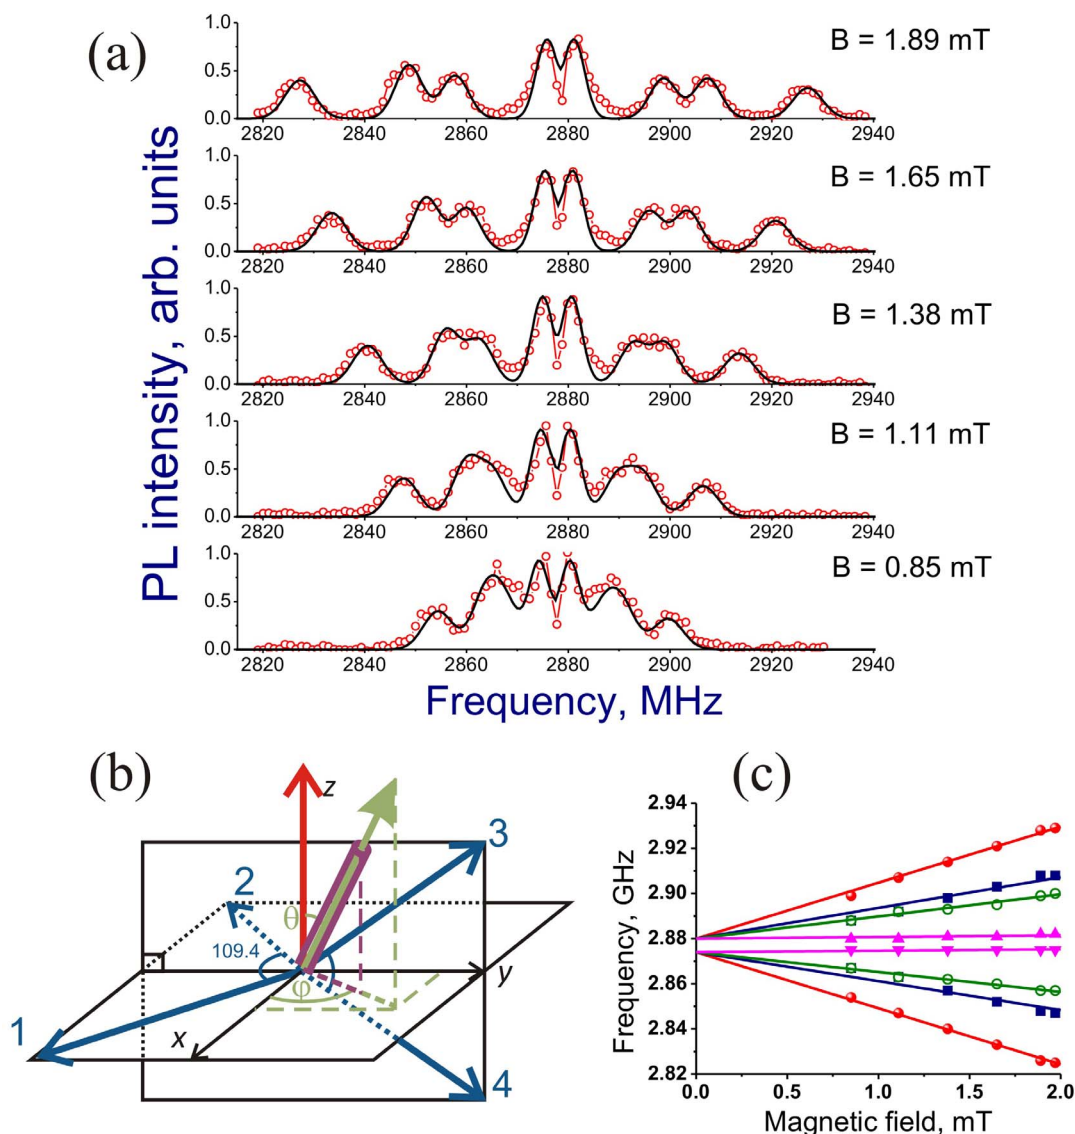 (a)
PL intensity, arb. units
1.0
0.5
0.0
B = 1.89 mT
2820 2840 2860 2880 2900 2920 2940
1.0
0.5
0.0
B = 1.65 mT
2820 2840 2860 2880 2900 2920 2940
1.0
0.5
0.0
B = 1.38 mT
2820 2840 2860 2880 2900 2920 2940
1.0
0.5
0.0
B = 1.11 mT
2820 2840 2860 2880 2900 2920 2940
1.0
0.5
0.0
B = 0.85 mT
2820 2840 2860 2880 2900 2920 2940
Frequency, MHz
(b)
z
3
2
θ
109.4
y
φ
1
x
4
(c)
Frequency, GHz
2.94
2.92
2.90
2.88
2.86
2.84
2.82
0.0 0.5 1.0 1.5 2.0
Magnetic field, mT